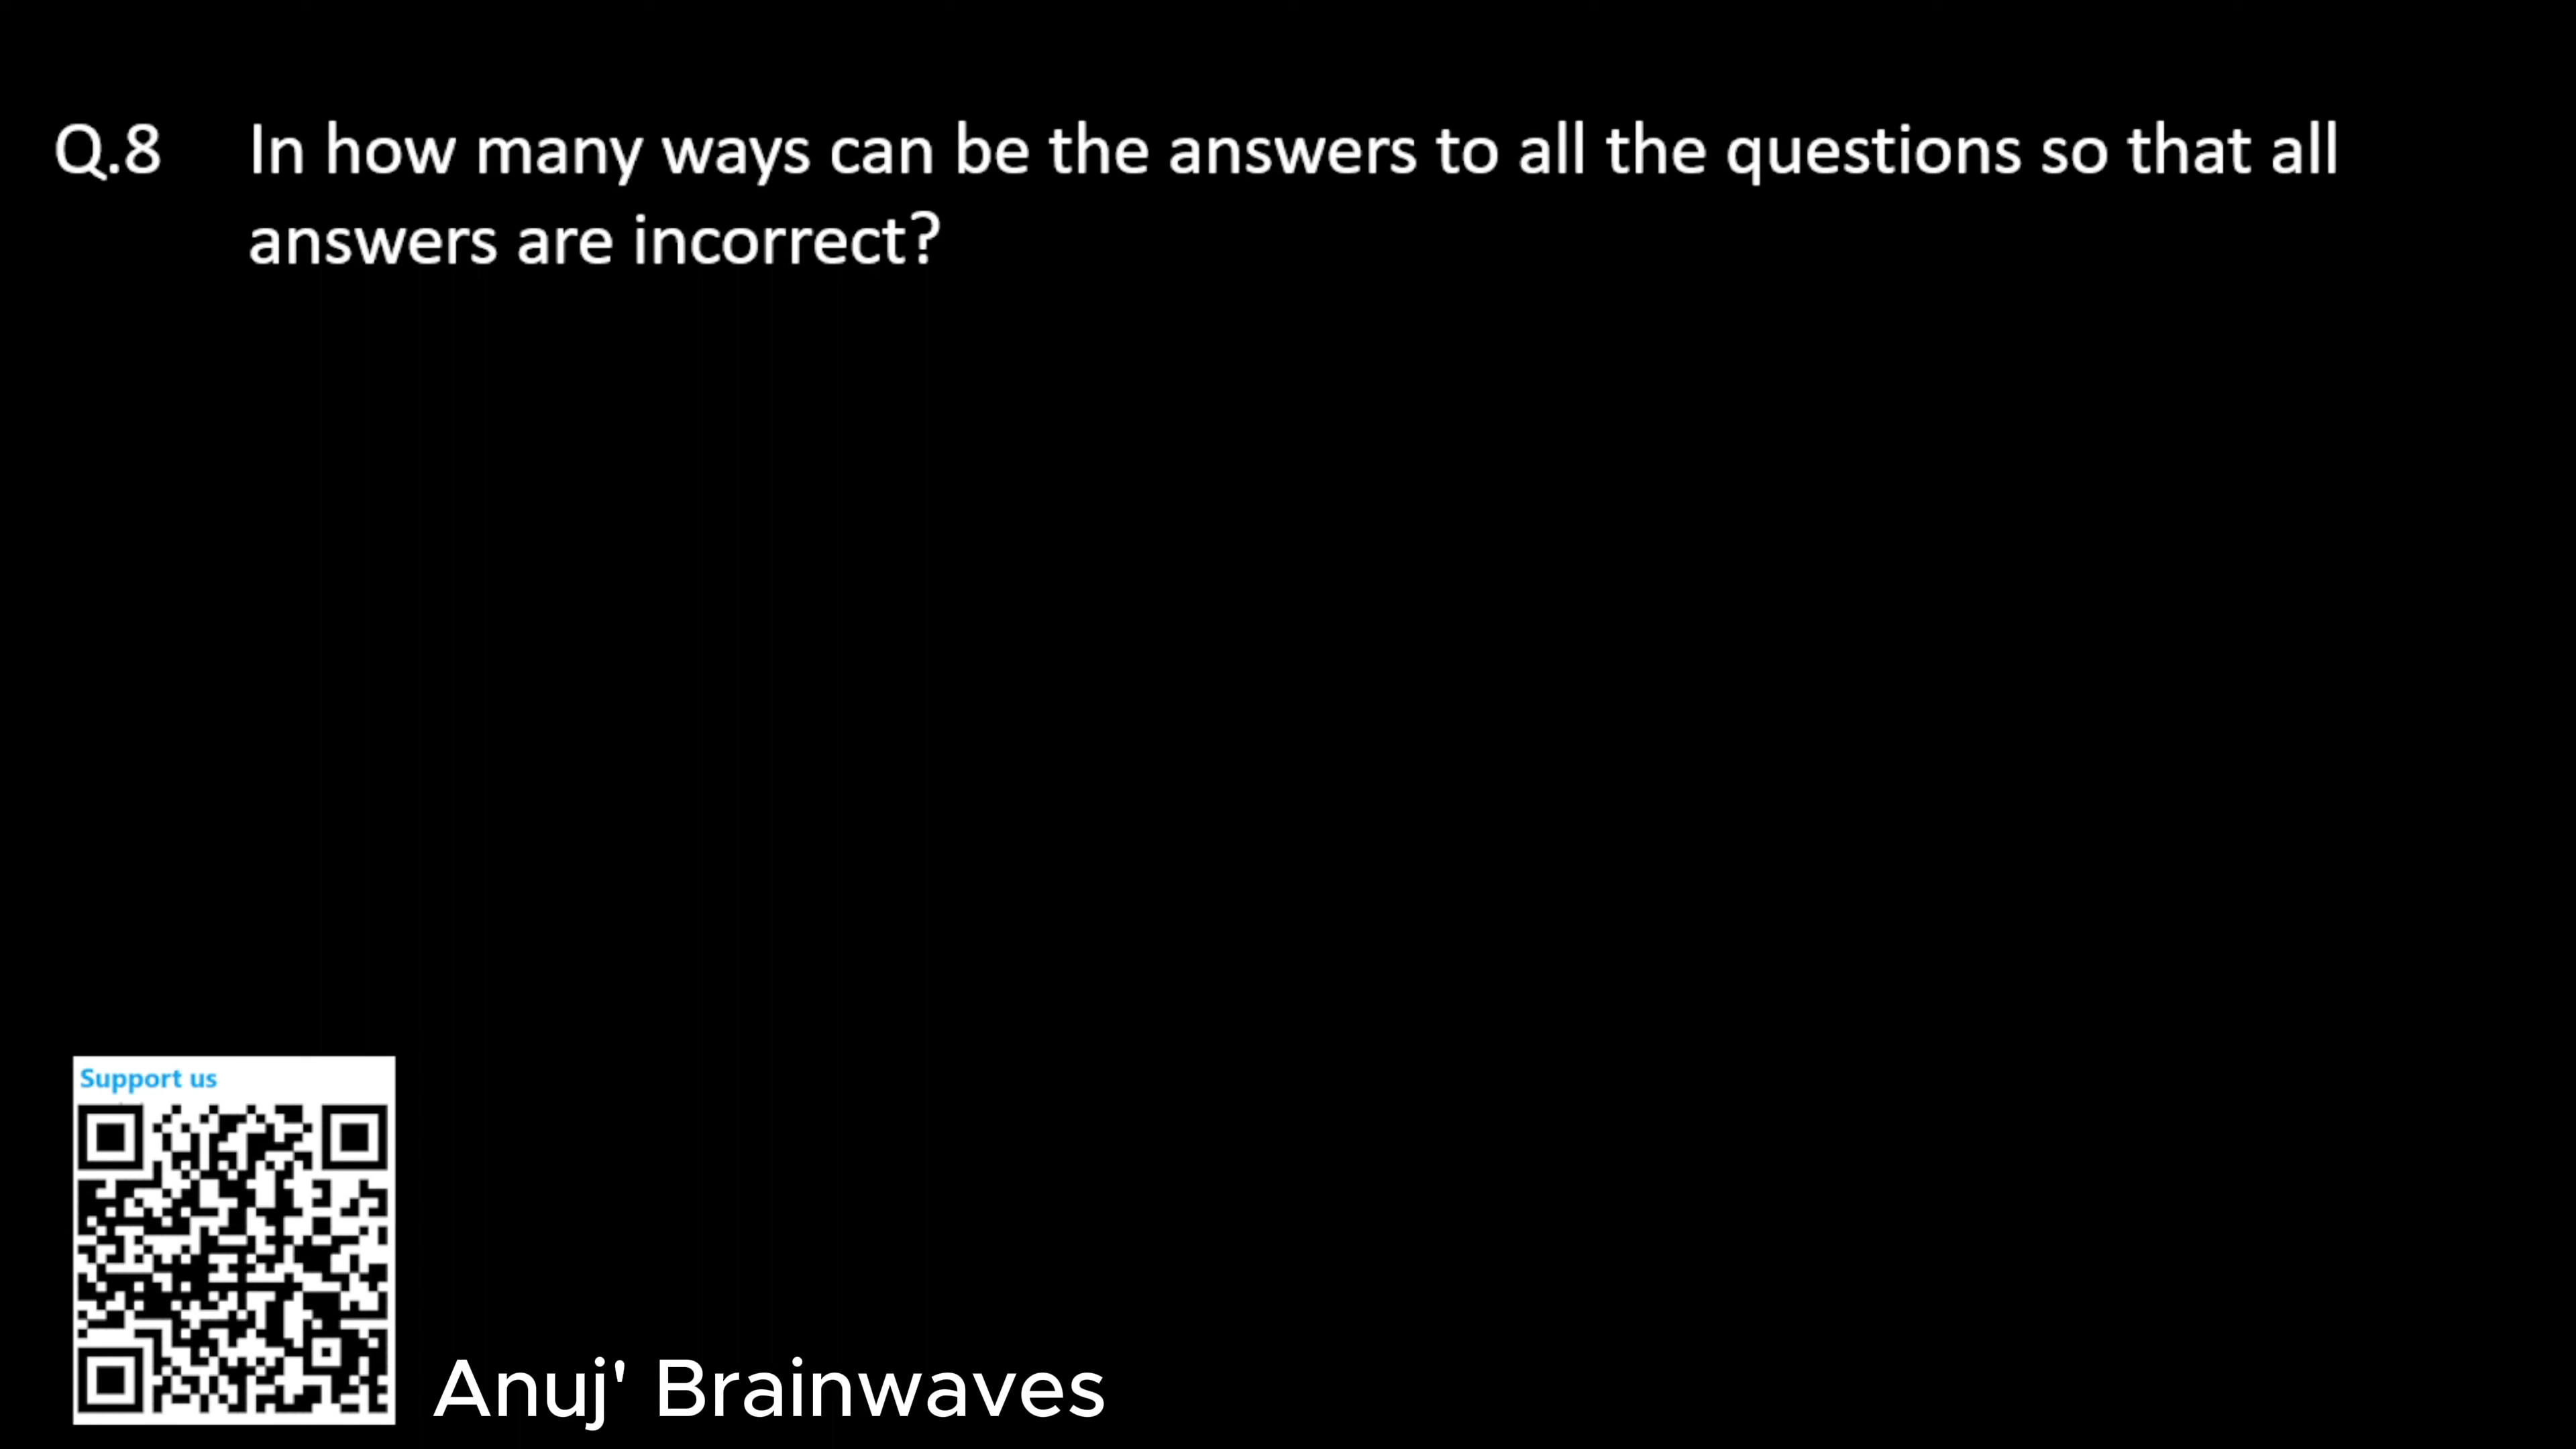 Q.8 In how many ways can be the answers to all the questions so that all
answers are incorrect?
Support us
Anuj' Brainwaves